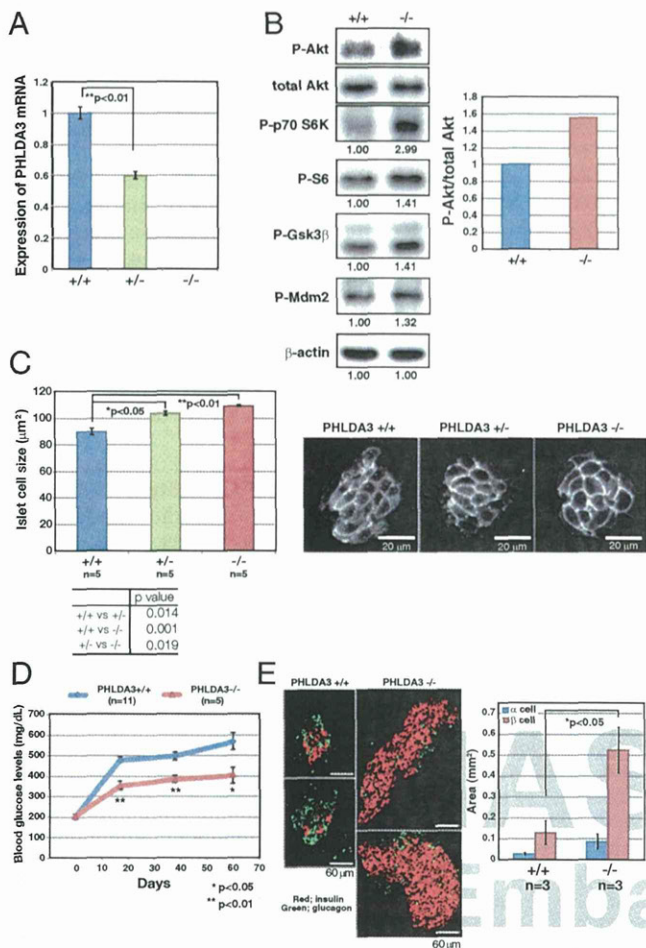 A
Expression of PHLDA3 mRNA
1.2
1
0.8
0.6
0.4
0.2
0
**p<0.01
+/+
+/-
-/-
B
+/+
-/-
P-Akt
total Akt
P-p70 S6K
1.00
2.99
P-S6
1.00
1.41
P-Gsk3β
1.00
1.41
P-Mdm2
1.00
1.32
β-actin
1.00
1.00
P-Akt/total Akt
1.8
1.6
1.4
1.2
1.0
0.8
0.6
0.4
0.2
0
+/+
-/-
C
Islet cell size (μm²)
120
100
80
60
40
20
0
*p<0.05
**p<0.01
+/+
n=5
+/-
n=5
-/-
n=5
p value
+/+ vs +/- 0.014
+/+ vs -/- 0.001
+/- vs -/- 0.019
PHLDA3 +/+
PHLDA3 +/-
PHLDA3 -/-
20 μm
20 μm
20 μm
D
PHLDA3+/+
(n=11)
PHLDA3-/-
(n=5)
Blood glucose levels (mg/dL)
700
600
500
400
300
200
100
0
**
**
*
0 10 20 30 40 50 60 70
Days
* p<0.05
** p<0.01
E
PHLDA3 +/+
PHLDA3 -/-
60 μm
60 μm
Red; insulin
Green; glucagon
α cell
β cell
Area (mm²)
0.7
0.6
0.5
0.4
0.3
0.2
0.1
0
*p<0.05
+/+
n=3
-/-
n=3
AS
Emba